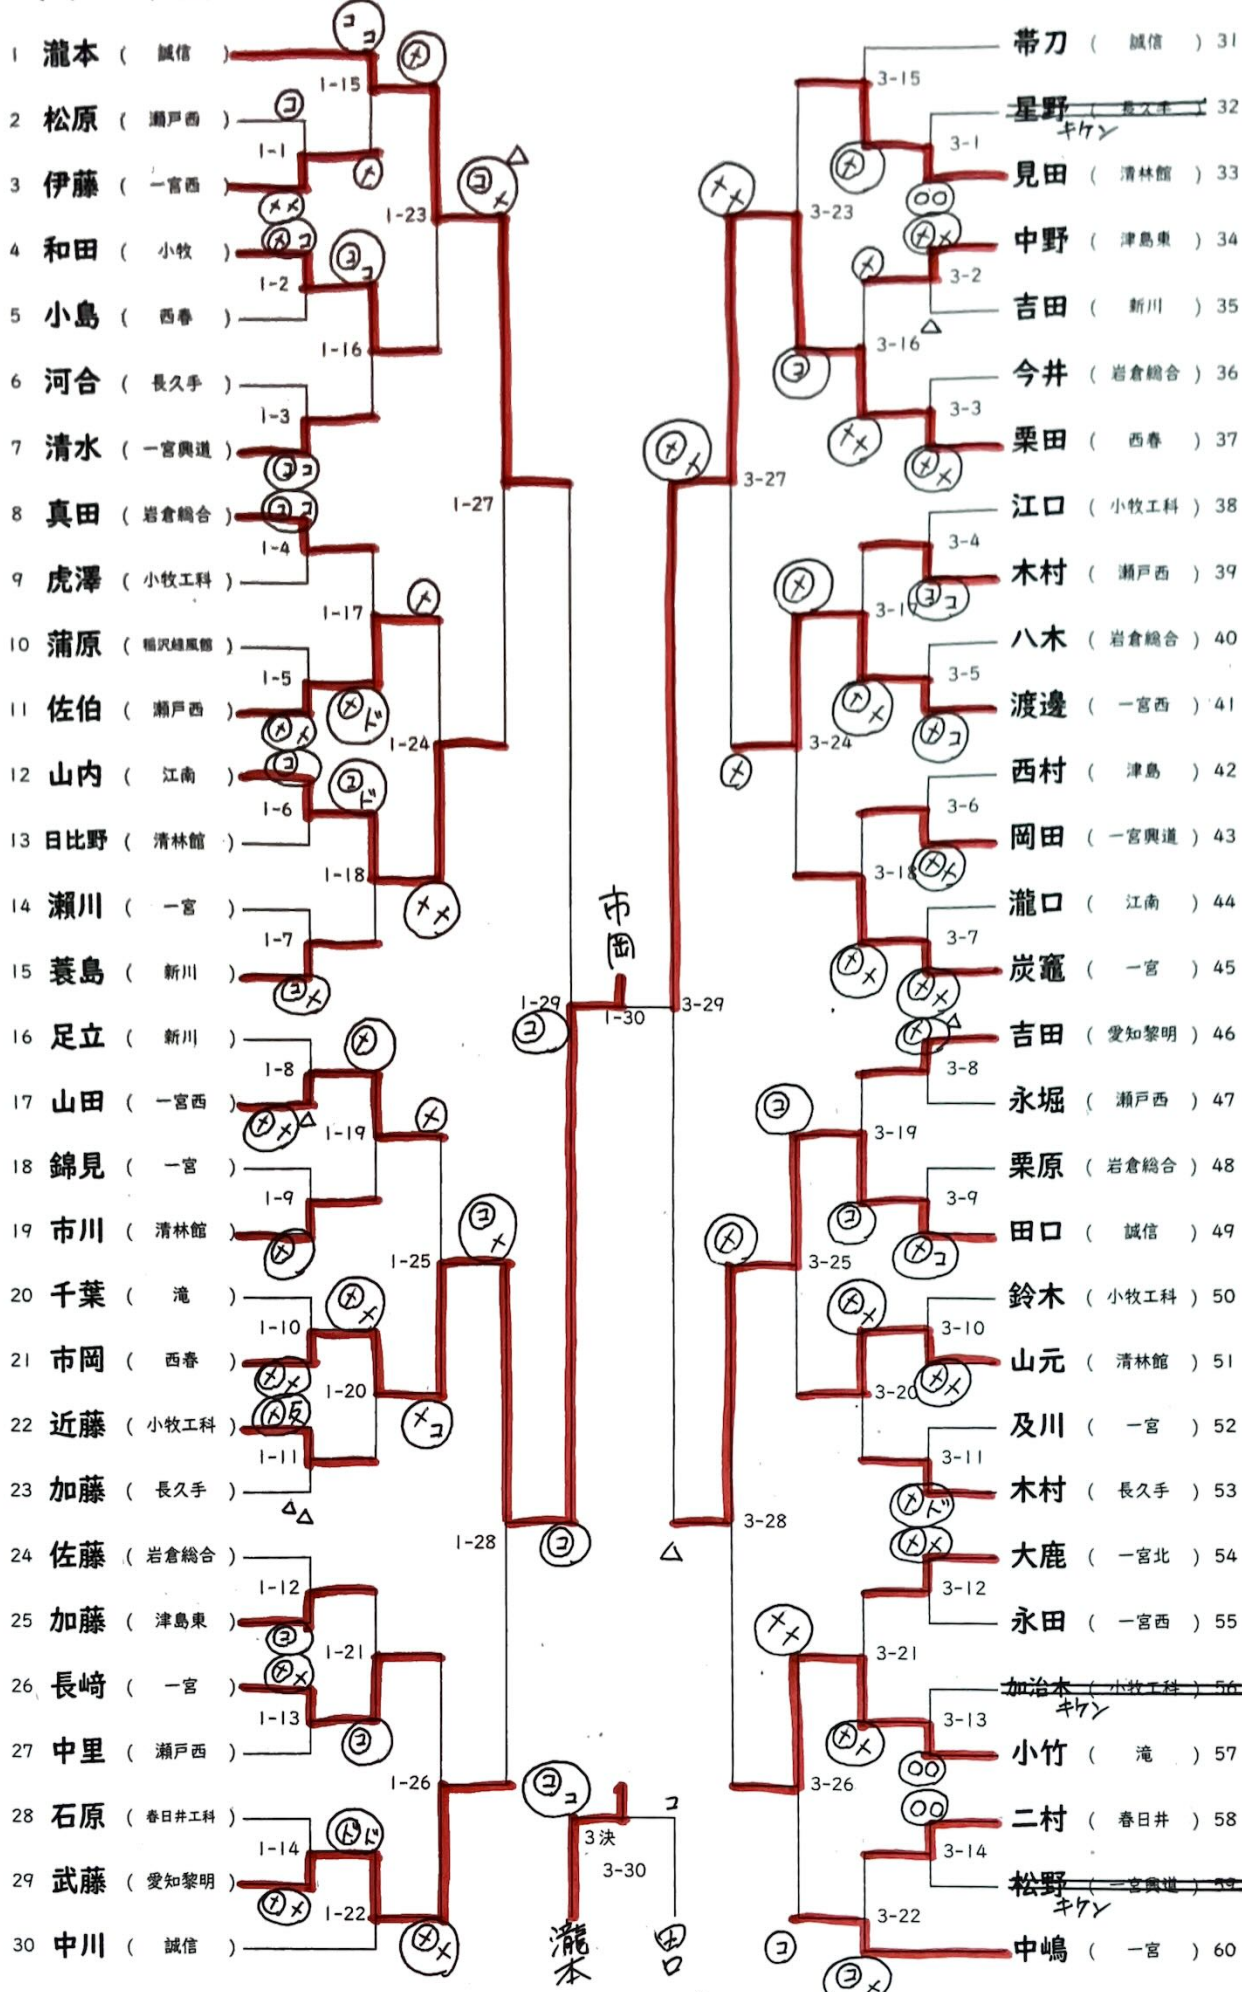 1 瀧本 ( 誠信 )
2 松原 ( 瀬戸西 )
3 伊藤 ( 一宮西 )
4 和田 ( 小牧 )
5 小島 ( 西春 )
6 河合 ( 長久手 )
7 清水 ( 一宮興道 )
8 真田 ( 岩倉総合 )
9 虎澤 ( 小牧工科 )
10 蒲原 ( 稲沢緑風館 )
11 佐伯 ( 瀬戸西 )
12 山内 ( 江南 )
13 日比野 ( 清林館 )
14 瀬川 ( 一宮 )
15 蓑島 ( 新川 )
16 足立 ( 新川 )
17 山田 ( 一宮西 )
18 錦見 ( 一宮 )
19 市川 ( 清林館 )
20 千葉 ( 滝 )
21 市岡 ( 西春 )
22 近藤 ( 小牧工科 )
23 加藤 ( 長久手 )
24 佐藤 ( 岩倉総合 )
25 加藤 ( 津島東 )
26 長﨑 ( 一宮 )
27 中里 ( 瀬戸西 )
28 石原 ( 春日井工科 )
29 武藤 ( 愛知黎明 )
30 中川 ( 誠信 )
1-1
1-2
1-3
1-4
1-5
1-6
1-7
1-8
1-9
1-10
1-11
1-12
1-13
1-14
1-15
1-16
1-17
1-18
1-19
1-20
1-21
1-22
1-23
1-24
1-25
1-26
1-27
1-28
1-29
市岡
1-30
3決
3-30
瀧本
田口
3-29
3-27
3-28
3-23
3-24
3-25
3-26
3-15
3-16
3-17
3-18
3-19
3-20
3-21
3-22
3-1
3-2
3-3
3-4
3-5
3-6
3-7
3-8
3-9
3-10
3-11
3-12
3-13
3-14
帯刀 ( 誠信 ) 31
星野 ( 長久手 ) 32
キケン
見田 ( 清林館 ) 33
中野 ( 津島東 ) 34
吉田 ( 新川 ) 35
今井 ( 岩倉総合 ) 36
栗田 ( 西春 ) 37
江口 ( 小牧工科 ) 38
木村 ( 瀬戸西 ) 39
八木 ( 岩倉総合 ) 40
渡邊 ( 一宮西 ) 41
西村 ( 津島 ) 42
岡田 ( 一宮興道 ) 43
瀧口 ( 江南 ) 44
炭竈 ( 一宮 ) 45
吉田 ( 愛知黎明 ) 46
永堀 ( 瀬戸西 ) 47
栗原 ( 岩倉総合 ) 48
田口 ( 誠信 ) 49
鈴木 ( 小牧工科 ) 50
山元 ( 清林館 ) 51
及川 ( 一宮 ) 52
木村 ( 長久手 ) 53
大鹿 ( 一宮北 ) 54
永田 ( 一宮西 ) 55
加治木 ( 小牧工科 ) 56
キケン
小竹 ( 滝 ) 57
二村 ( 春日井 ) 58
松野 ( 一宮興道 ) 59
キケン
中嶋 ( 一宮 ) 60